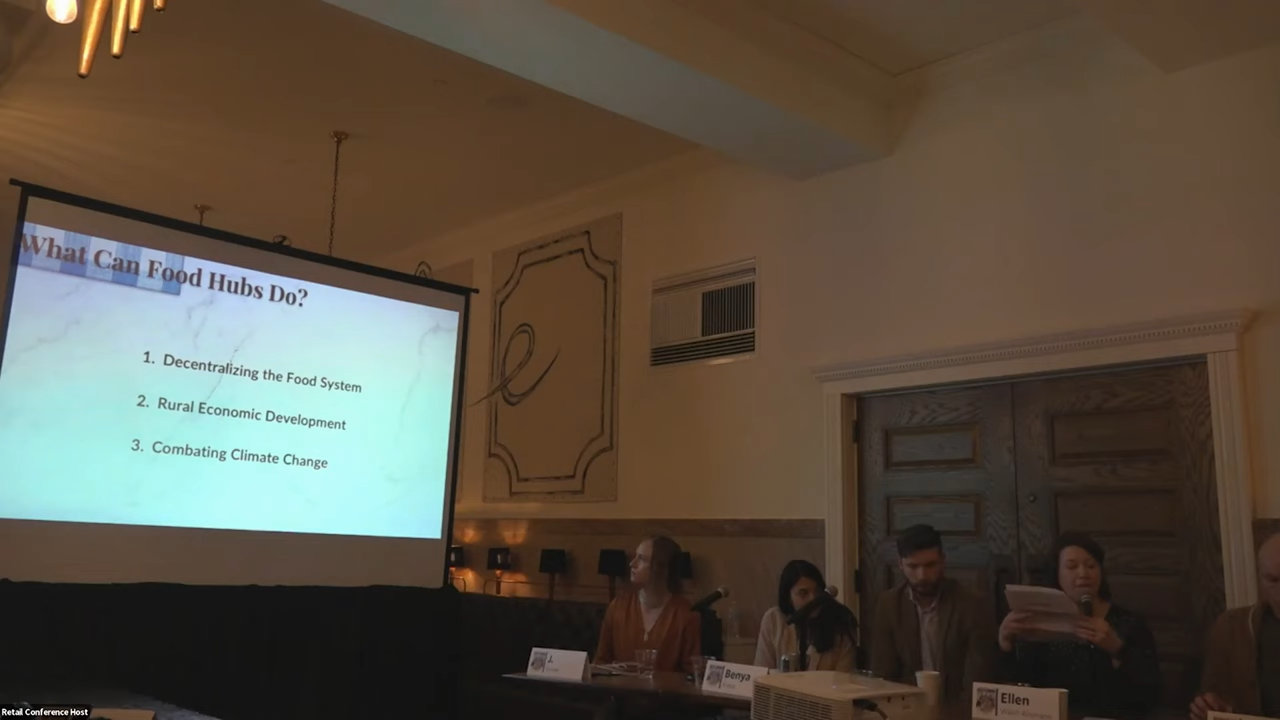 What Can Food Hubs Do?
1. Decentralizing the Food System
2. Rural Economic Development
3. Combating Climate Change
J.
Benya
Ellen
Retail Conference Host